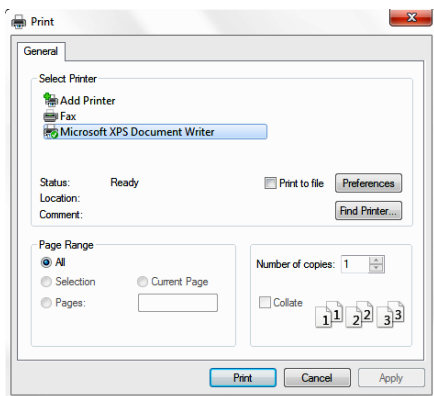 Print
General
Select Printer
Add Printer
Fax
Microsoft XPS Document Writer
Status: Ready
Print to file
Preferences
Location:
Comment:
Find Printer...
Page Range
All
Selection
Current Page
Pages:
Number of copies: 1
Collate
1 1 2 2 3 3
Print
Cancel
Apply